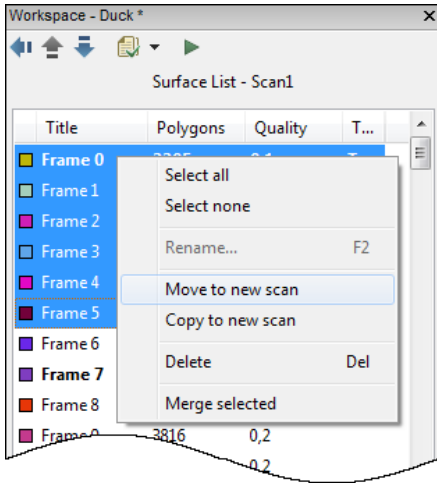 Workspace - Duck *
Surface List - Scan1
Title Polygons Quality T...
Frame 0
Frame 1
Frame 2
Frame 3
Frame 4
Frame 5
Frame 6
Frame 7
Frame 8
3816 0,2
0,2
Select all
Select none
Rename... F2
Move to new scan
Copy to new scan
Delete Del
Merge selected